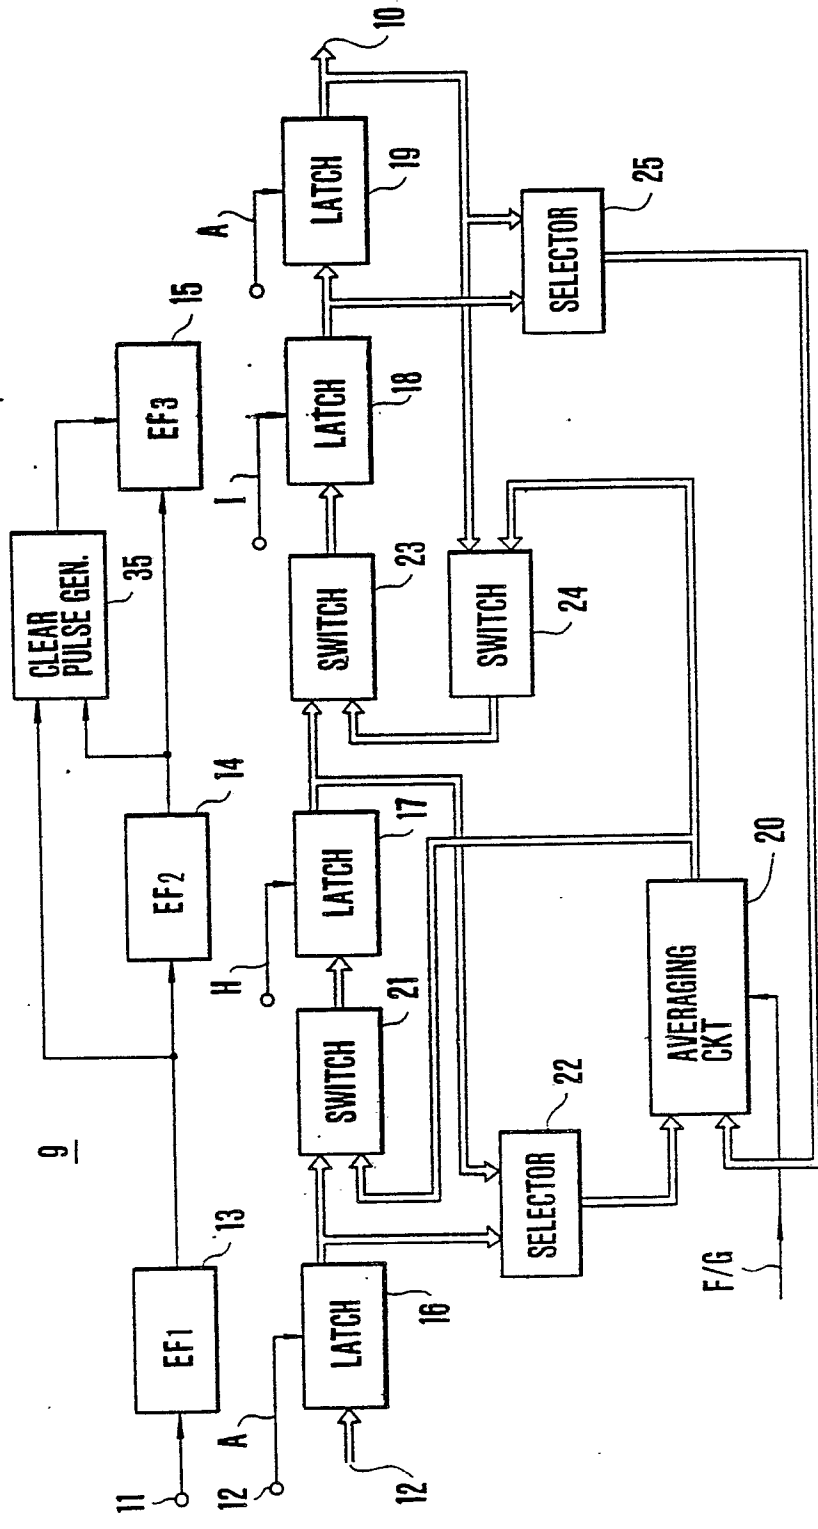 9
11
EF1
13
EF2
14
CLEAR
PULSE GEN.
35
EF3
15
12
A
12
LATCH
16
SWITCH
21
H
LATCH
17
SWITCH
23
I
LATCH
18
A
LATCH
19
10
SELECTOR
22
SWITCH
24
SELECTOR
25
F/G
AVERAGING
CKT
20